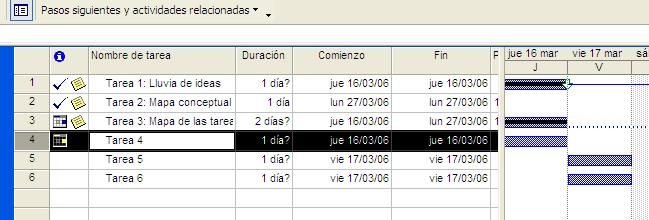 Pasos siguientes y actividades relacionadas
Nombre de tarea Duración Comienzo Fin P jue 16 mar vie 17 mar sá
J V
1 Tarea 1: Lluvia de ideas 1 día? jue 16/03/06 jue 16/03/06
2 Tarea 2: Mapa conceptual 1 día lun 27/03/06 lun 27/03/06 1
3 Tarea 3: Mapa de las tarea 2 días? jue 16/03/06 lun 27/03/06 1
4 Tarea 4 1 día? jue 16/03/06 jue 16/03/06
5 Tarea 5 1 día? vie 17/03/06 vie 17/03/06
6 Tarea 6 1 día? vie 17/03/06 vie 17/03/06